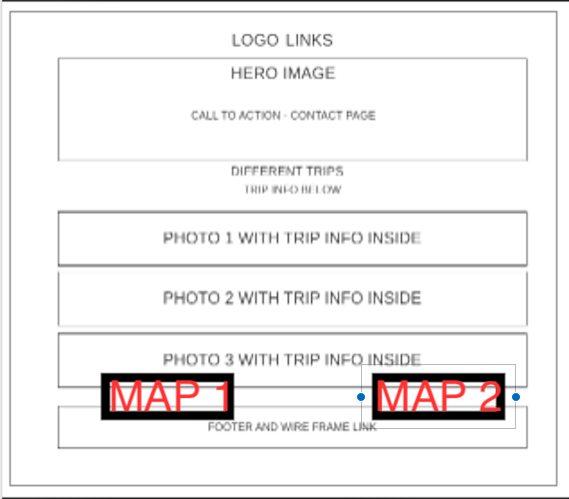 LOGO LINKS
HERO IMAGE
CALL TO ACTION - CONTACT PAGE
DIFFERENT TRIPS
TRIP INFO BELOW
PHOTO 1 WITH TRIP INFO INSIDE
PHOTO 2 WITH TRIP INFO INSIDE
PHOTO 3 WITH TRIP INFO INSIDE
MAP 1
MAP 2
FOOTER AND WIRE FRAME LINK